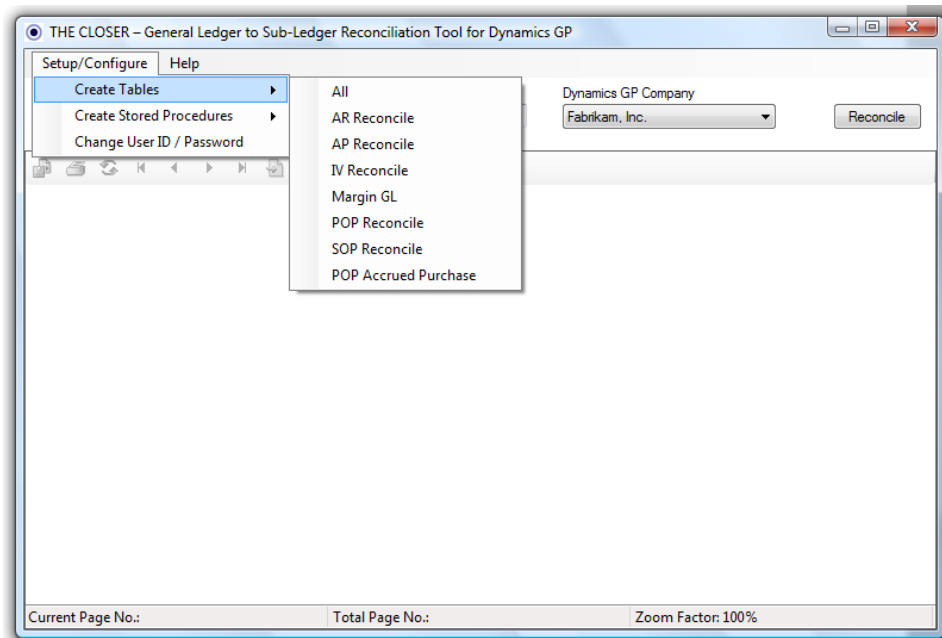 THE CLOSER – General Ledger to Sub-Ledger Reconciliation Tool for Dynamics GP
Setup/Configure Help
Create Tables
Create Stored Procedures
Change User ID / Password
All
AR Reconcile
AP Reconcile
IV Reconcile
Margin GL
POP Reconcile
SOP Reconcile
POP Accrued Purchase
Dynamics GP Company
Fabrikam, Inc.
Reconcile
Current Page No.: Total Page No.: Zoom Factor: 100%